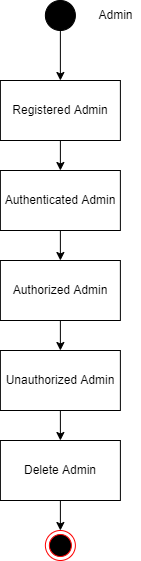 Admin
Registered Admin
Authenticated Admin
Authorized Admin
Unauthorized Admin
Delete Admin